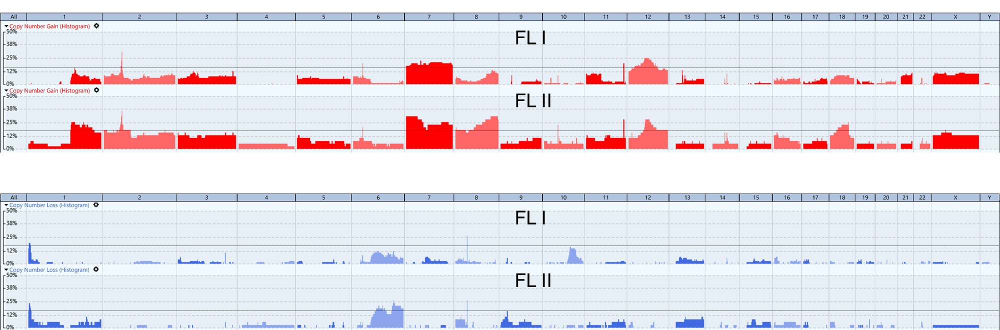 All 1 2 3 4 5 6 7 8 9 10 11 12 13 14 15 16 17 18 19 20 21 22 X Y
Copy Number Gain (Histogram)
FL I
50%
38%
25%
12%
0%
Copy Number Gain (Histogram)
FL II
50%
38%
25%
12%
0%
All 1 2 3 4 5 6 7 8 9 10 11 12 13 14 15 16 17 18 19 20 21 22 X Y
Copy Number Loss (Histogram)
FL I
50%
38%
25%
12%
0%
Copy Number Loss (Histogram)
FL II
50%
38%
25%
12%
0%